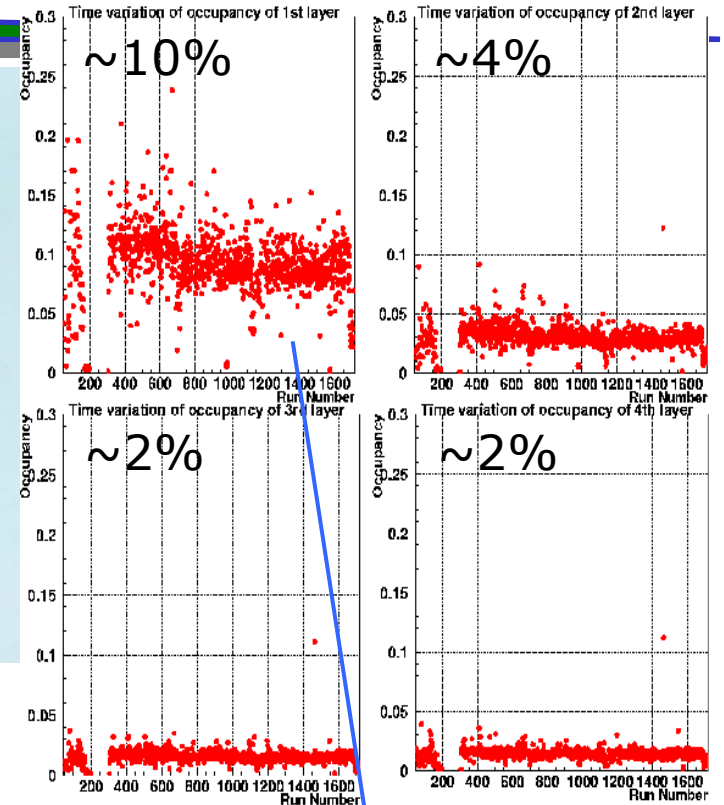 Time variation of occupancy of 1st layer
Occupancy
~10%
0.3
0.25
0.2
0.15
0.1
0.05
0
200 400 600 800 1000 1200 1400 1600
Run Number
Time variation of occupancy of 2nd layer
Occupancy
~4%
0.3
0.25
0.2
0.15
0.1
0.05
0
200 400 600 800 1000 1200 1400 1600
Run Number
Time variation of occupancy of 3rd layer
Occupancy
~2%
0.3
0.25
0.2
0.15
0.1
0.05
0
200 400 600 800 1000 1200 1400 1600
Run Number
Time variation of occupancy of 4th layer
Occupancy
~2%
0.3
0.25
0.2
0.15
0.1
0.05
0
200 400 600 800 1000 1200 1400 1600
Run Number